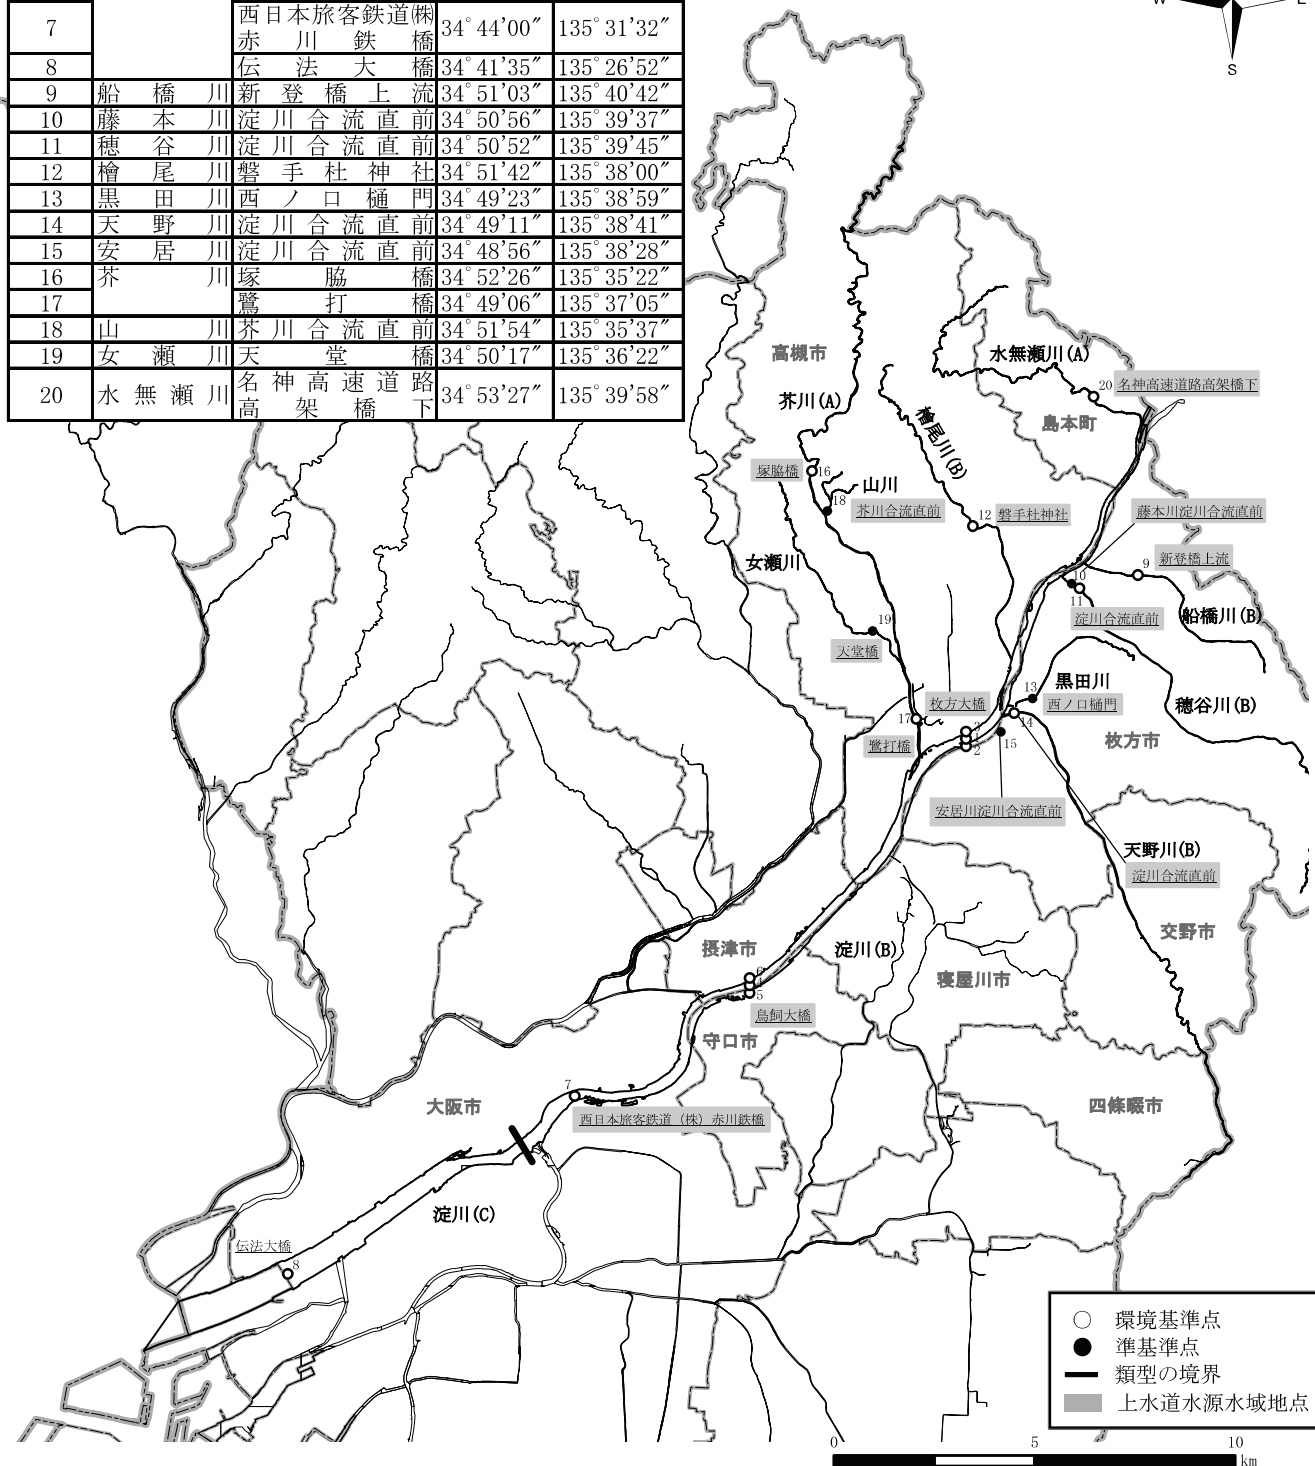 7 西日本旅客鉄道㈱ 34°44'00″ 135°31'32″
赤川鉄橋
8 伝法大橋 34°41'35″ 135°26'52″
9 船橋川 新登橋上流 34°51'03″ 135°40'42″
10 藤本川 淀川合流直前 34°50'56″ 135°39'37″
11 穂谷川 淀川合流直前 34°50'52″ 135°39'45″
12 檜尾川 磐手杜神社 34°51'42″ 135°38'00″
13 黒田川 西ノ口樋門 34°49'23″ 135°38'59″
14 天野川 淀川合流直前 34°49'11″ 135°38'41″
15 安居川 淀川合流直前 34°48'56″ 135°38'28″
16 芥川 塚脇橋 34°52'26″ 135°35'22″
17 鷺打橋 34°49'06″ 135°37'05″
18 山川 芥川合流直前 34°51'54″ 135°35'37″
19 女瀬川 天堂橋 34°50'17″ 135°36'22″
20 水無瀬川 名神高速道路 34°53'27″ 135°39'58″
高架橋下
W
E
S
高槻市
水無瀬川(A)
20 名神高速道路高架橋下
芥川(A)
島本町
檜尾川(B)
塚脇橋
16
山川
18
芥川合流直前
12 磐手杜神社
藤本川淀川合流直前
新登橋上流
9
女瀬川
10
11
淀川合流直前
船橋川(B)
19
天堂橋
黒田川
13
西ノ口樋門
穂谷川(B)
枚方大橋
17
鷺打橋
3
1
2
14
15
枚方市
安居川淀川合流直前
天野川(B)
淀川合流直前
摂津市
淀川(B)
交野市
寝屋川市
6
4
5
鳥飼大橋
守口市
7
大阪市
西日本旅客鉄道（株）赤川鉄橋
四條畷市
淀川(C)
伝法大橋
8
○ 環境基準点
● 準基準点
類型の境界
上水道水源水域地点
0 5 10
km